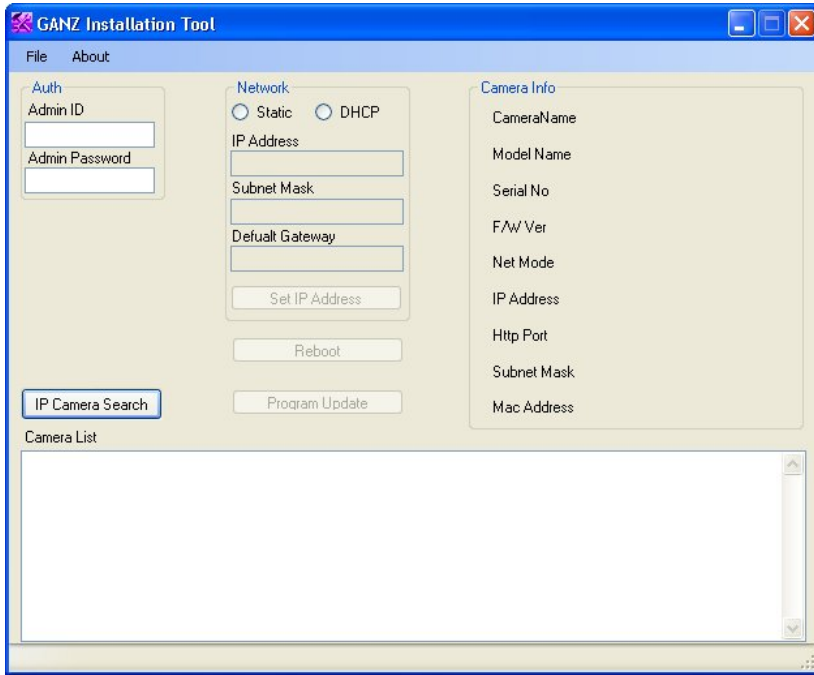 GANZ Installation Tool
File About
Auth
Admin ID
Admin Password
Network
Static DHCP
IP Address
Subnet Mask
Defualt Gateway
Set IP Address
Reboot
Program Update
IP Camera Search
Camera Info
CameraName
Model Name
Serial No
F/W Ver
Net Mode
IP Address
Http Port
Subnet Mask
Mac Address
Camera List